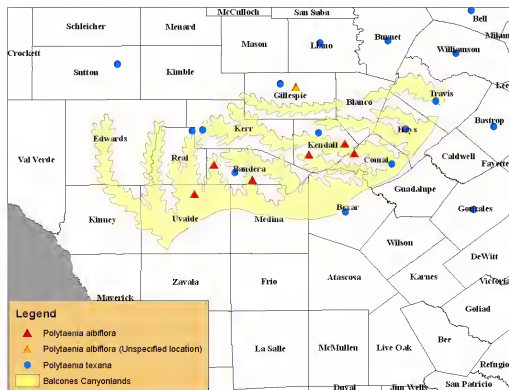 McCulloch
San Saba
Bell
Schleicher
Menard
Mason
Llano
Burnet
Milam
Williamson
Crockett
Sutton
Kimble
Gillespie
Travis
Lee
Blanco
Bastrop
Hays
Kerr
Edwards
Kendall
Real
Val Verde
Comal
Caldwell
Fayette
Bandera
Guadalupe
Kinney
Uvalde
Medina
Bexar
Gonzales
Wilson
DeWitt
Zavala
Frio
Atascosa
Karnes
Victoria
Maverick
Goliad
La Salle
McMullen
Live Oak
Bee
Refugio
Duval
Jim Wells
San Patricio
Legend
Polytaenia albiflora
Polytaenia albiflora (Unspecified location)
Polytaenia texana
Balcones Canyonlands